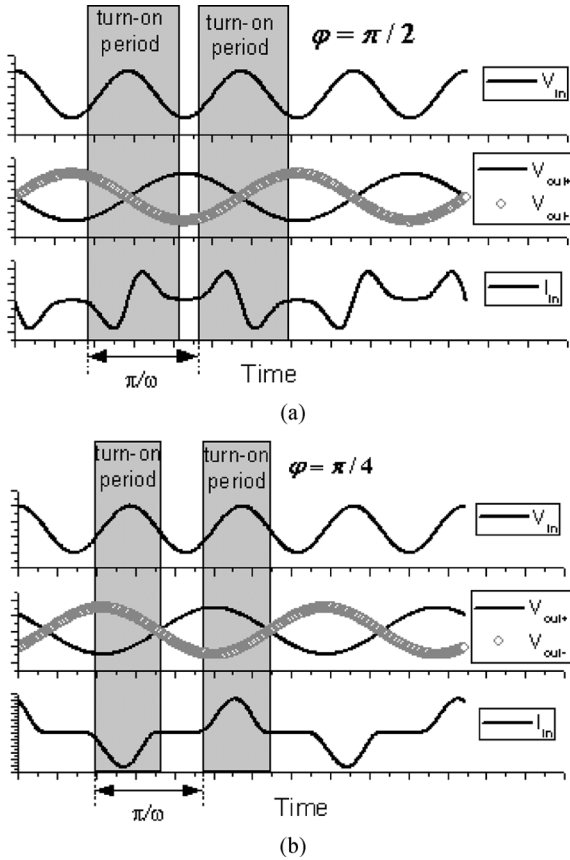 turn-on
period
turn-on
period
φ = π / 2
V_in
V_out+
V_out-
I_in
π/ω
Time
(a)
turn-on
period
turn-on
period
φ = π / 4
V_in
V_out+
V_out-
I_in
π/ω
Time
(b)